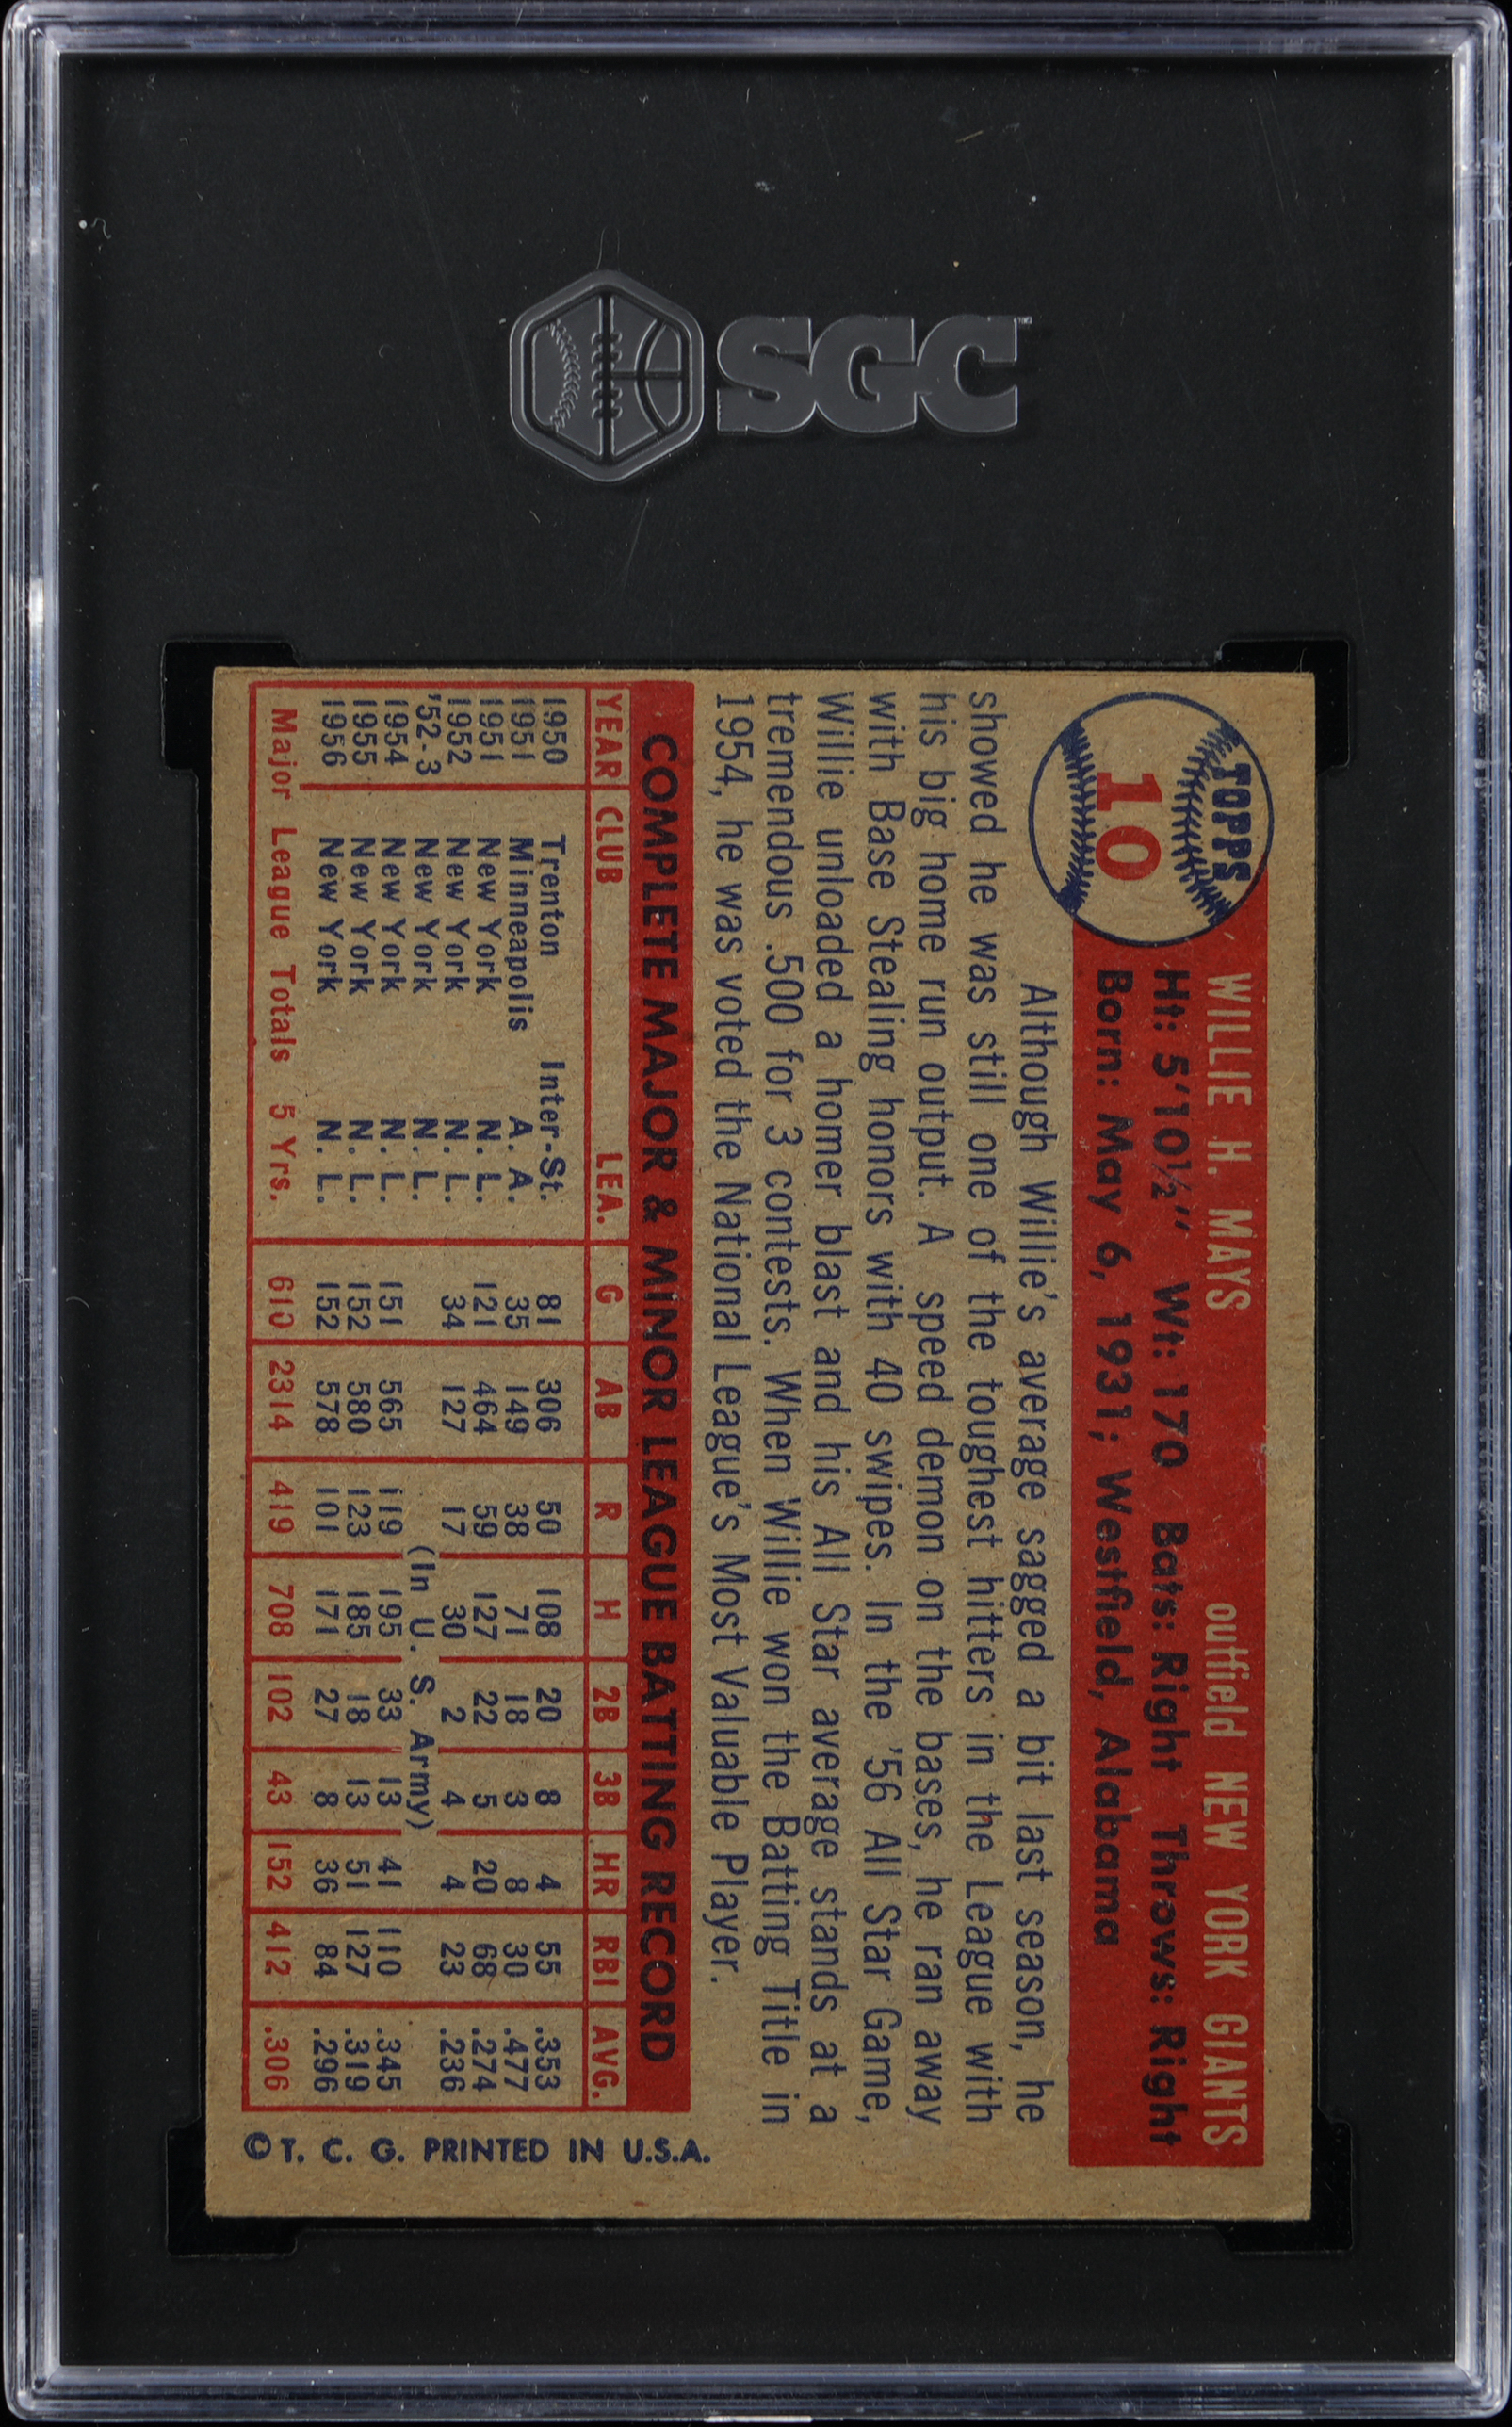 SGC
TOPPS
10
WILLIE H. MAYS outfield NEW YORK GIANTS
Ht: 5'10½" Wt: 170 Bats: Right Throws: Right
Born: May 6, 1931; Westfield, Alabama
Although Willie's average sagged a bit last season, he
showed he was still one of the toughest hitters in the League with
his big home run output. A speed demon on the bases, he ran away
with Base Stealing honors with 40 swipes. In the '56 All Star Game,
Willie unloaded a homer blast and his All Star average stands at a
tremendous .500 for 3 contests. When Willie won the Batting Title in
1954, he was voted the National League's Most Valuable Player.
COMPLETE MAJOR & MINOR LEAGUE BATTING RECORD
YEAR CLUB LEA. G AB R H 2B 3B HR RBI AVG.
1950 Trenton Inter-St. 81 306 50 108 20 8 4 55 .353
1951 Minneapolis A. A. 35 149 38 71 18 3 8 30 .477
1951 New York N. L. 121 464 59 127 22 5 20 68 .274
1952 New York N. L. 34 127 17 30 2 4 4 23 .236
'52-3 New York N. L. (In U. S. Army)
1954 New York N. L. 151 565 119 195 33 13 41 110 .345
1955 New York N. L. 152 580 123 185 18 13 51 127 .319
1956 New York N. L. 152 578 101 171 27 8 36 84 .296
Major League Totals 5 Yrs. 610 2314 419 708 102 43 152 412 .306
© T. C. G. PRINTED IN U.S.A.